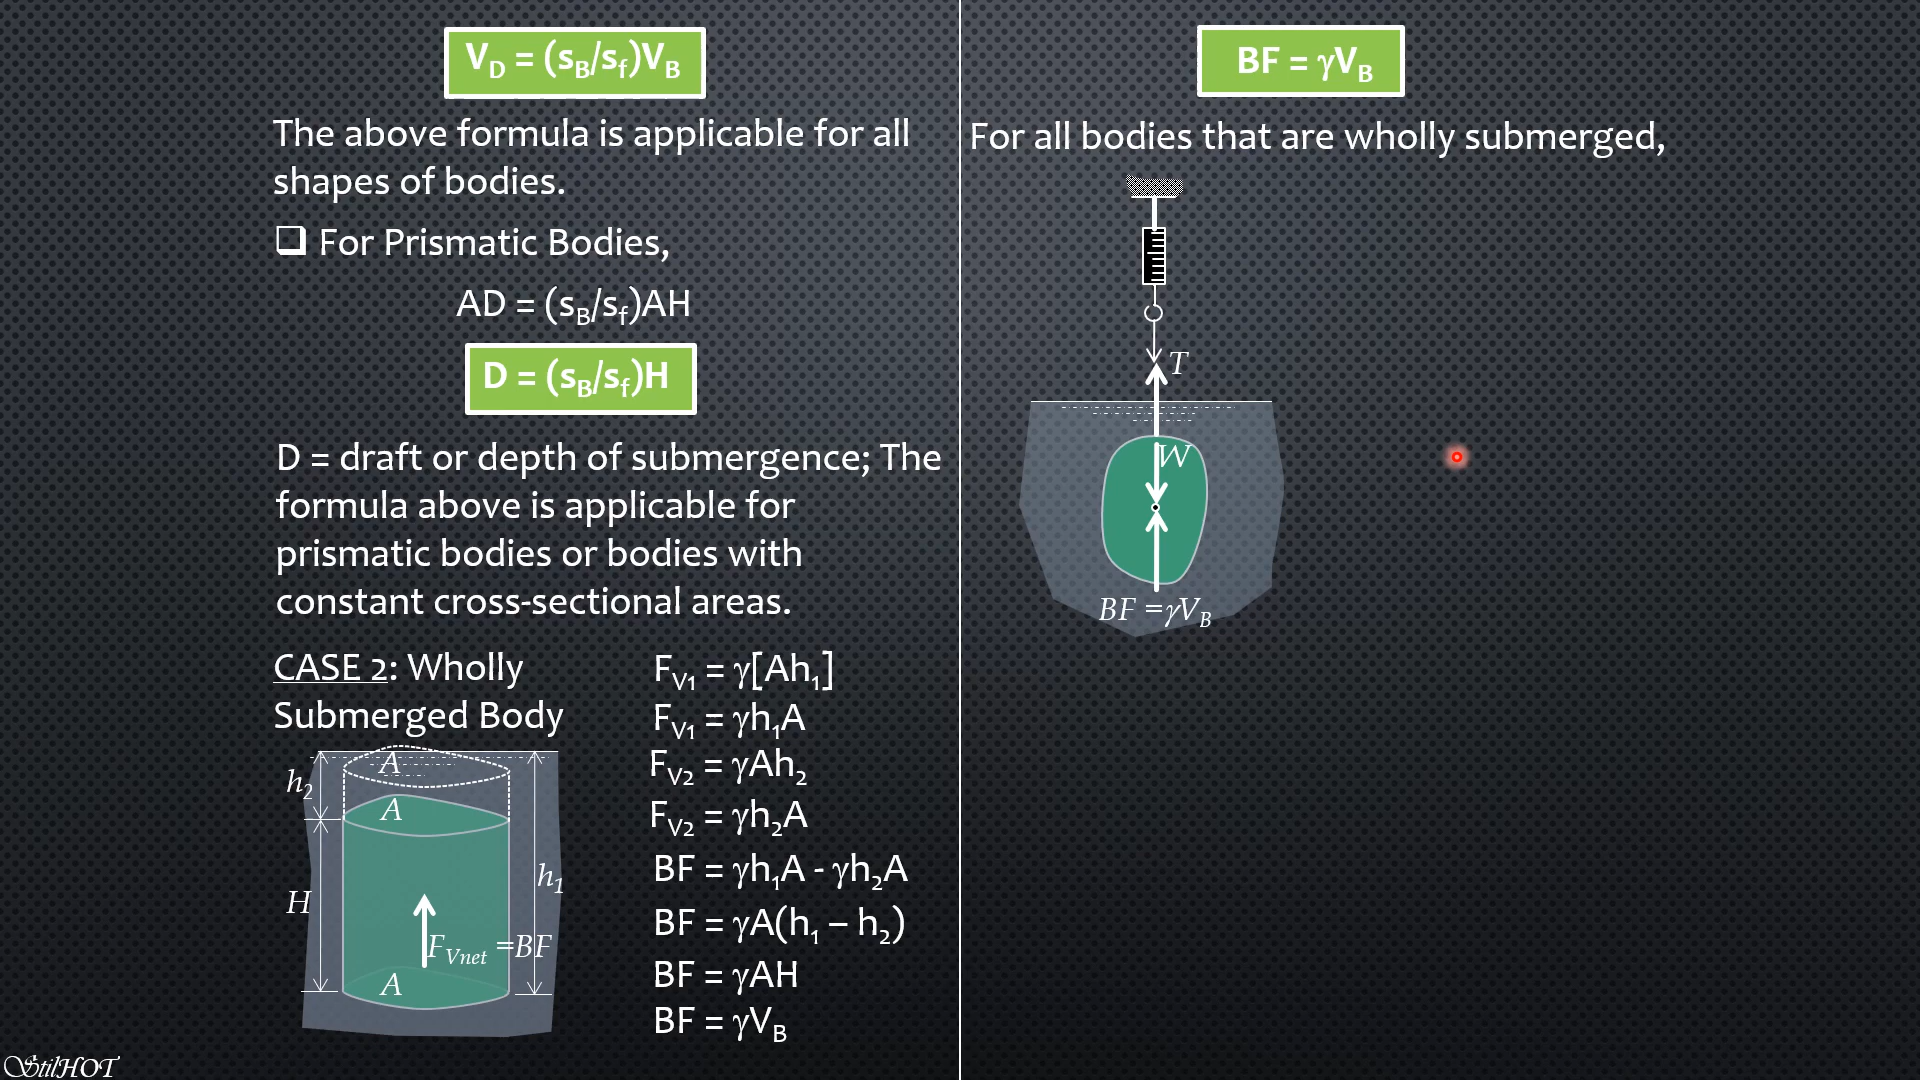 V_D = (s_B/s_f)V_B
The above formula is applicable for all
shapes of bodies.
❑ For Prismatic Bodies,
AD = (s_B/s_f)AH
D = (s_B/s_f)H
D = draft or depth of submergence; The
formula above is applicable for
prismatic bodies or bodies with
constant cross-sectional areas.
CASE 2: Wholly
Submerged Body
A
h_2
A
H
h_1
F_Vnet =BF
A
F_V1 = γ[Ah_1]
F_V1 = γh_1A
F_V2 = γAh_2
F_V2 = γh_2A
BF = γh_1A - γh_2A
BF = γA(h_1 – h_2)
BF = γAH
BF = γV_B
BF = γV_B
For all bodies that are wholly submerged,
T
W
BF =γV_B
StilHOT